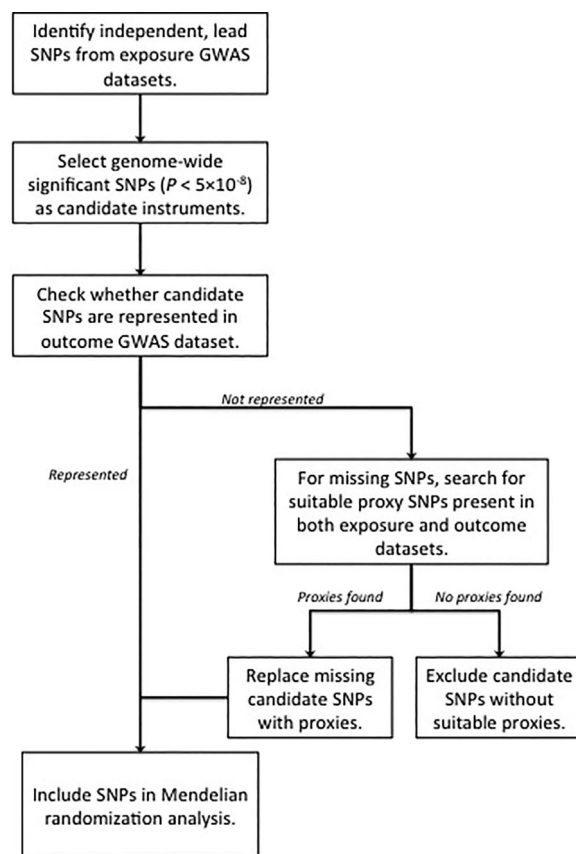 Identify independent, lead
SNPs from exposure GWAS
datasets.
Select genome-wide
significant SNPs (P < 5×10⁻⁸)
as candidate instruments.
Check whether candidate
SNPs are represented in
outcome GWAS dataset.
Not represented
Represented
For missing SNPs, search for
suitable proxy SNPs present in
both exposure and outcome
datasets.
Proxies found
No proxies found
Replace missing
candidate SNPs
with proxies.
Exclude candidate
SNPs without
suitable proxies.
Include SNPs in Mendelian
randomization analysis.